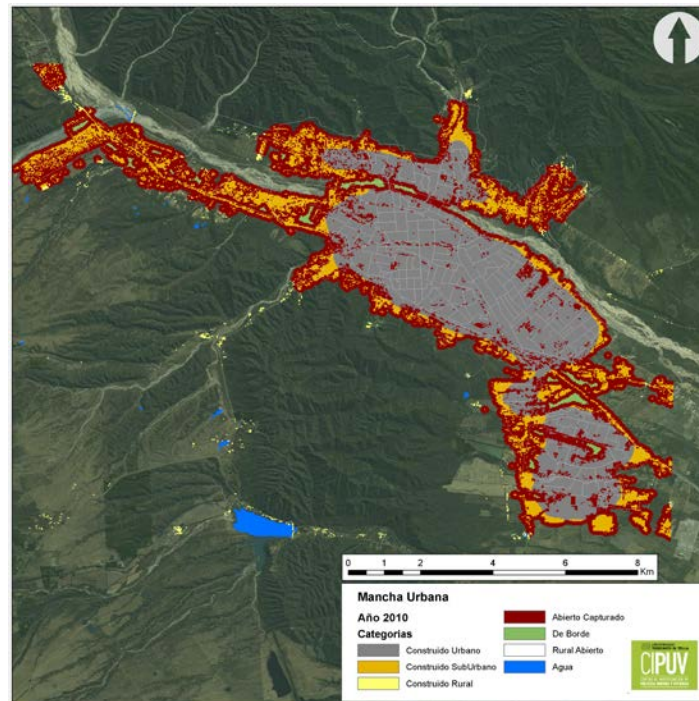 0 1 2 4 6 8
Km
Mancha Urbana
Año 2010
Categorias
Construido Urbano
Construido SubUrbano
Construido Rural
Abierto Capturado
De Borde
Rural Abierto
Agua
CIPUV